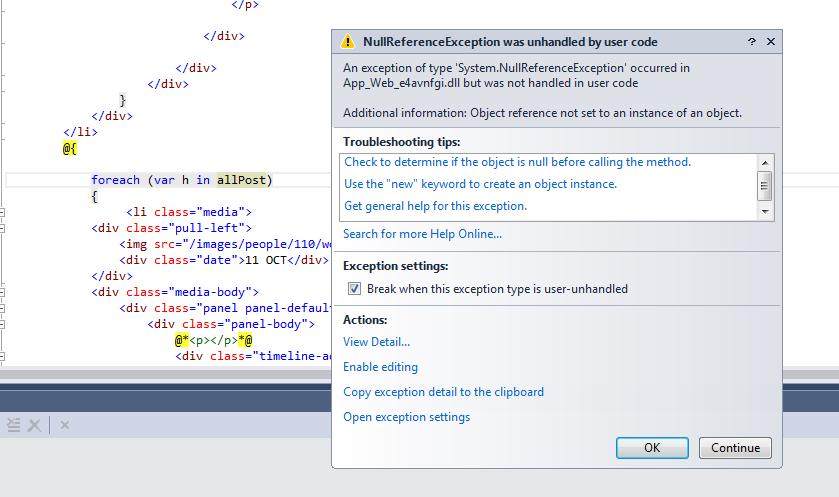 </p>
</div>
</div>
</div>
}
</div>
</li>
@{
foreach (var h in allPost)
{
<li class="media">
<div class="pull-left">
<img src="/images/people/110/
<div class="date">11 OCT</div>
</div>
<div class="media-body">
<div class="panel panel-default
<div class="panel-body">
@*<p></p>*@
<div class="timeline-
NullReferenceException was unhandled by user code
An exception of type 'System.NullReferenceException' occurred in
App_Web_e4avnfgi.dll but was not handled in user code
Additional information: Object reference not set to an instance of an object.
Troubleshooting tips:
Check to determine if the object is null before calling the method.
Use the "new" keyword to create an object instance.
Get general help for this exception.
Search for more Help Online...
Exception settings:
Break when this exception type is user-unhandled
Actions:
View Detail...
Enable editing
Copy exception detail to the clipboard
Open exception settings
OK
Continue